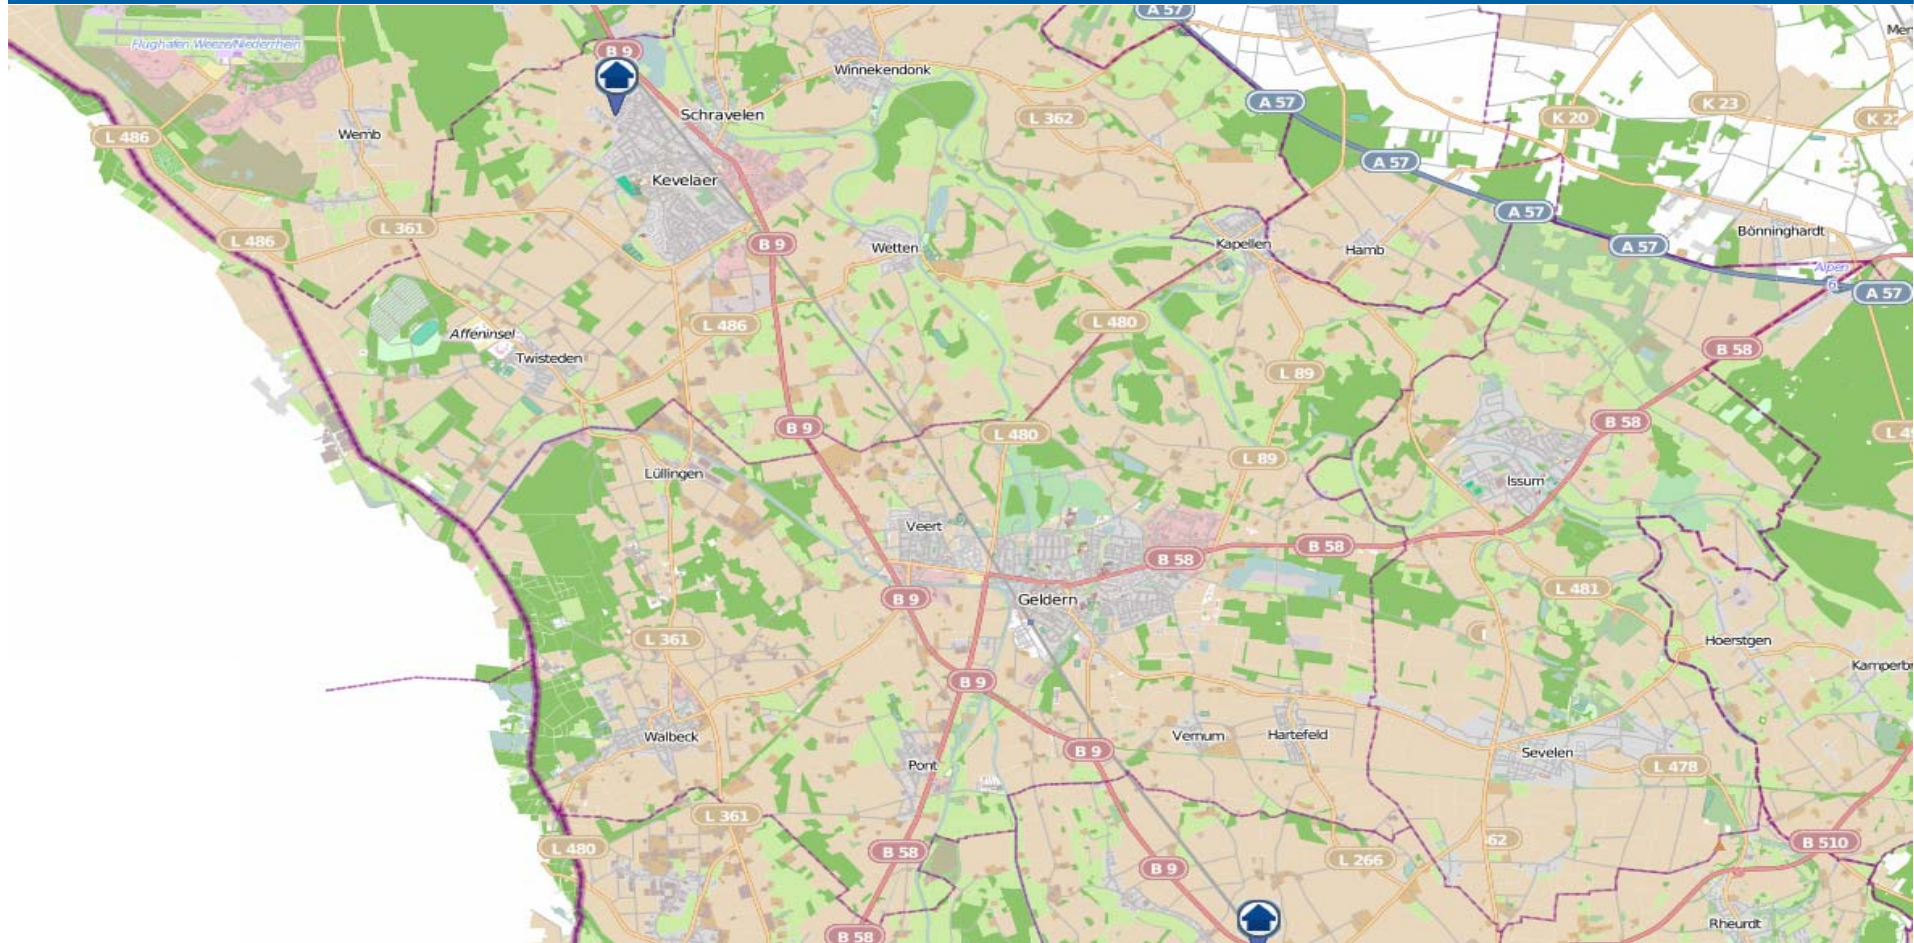 A 57
Flughafen Weeze/Niederrhein
B 9
Winnekendonk
A 57
K 23
L 362
K 20
Schravelen
Wemb
L 486
A 57
Kevelaer
A 57
L 361
L 486
B 9
Wetten
Kapellen
Hamb
A 57
Bönninghardt
Alpen
A 57
L 486
L 480
Affeninsel
Twisteden
B 58
L 89
B 58
B 9
L 480
L 89
Lüllingen
Issum
Veert
B 58
B 58
B 9
Geldern
L 481
L 361
Hoerstgen
B 9
Walbeck
Vernum
Hartefeld
B 9
Sevelen
Pont
L 478
L 361
L 480
B 58
B 510
L 266
B 9
Rheurdt
B 58